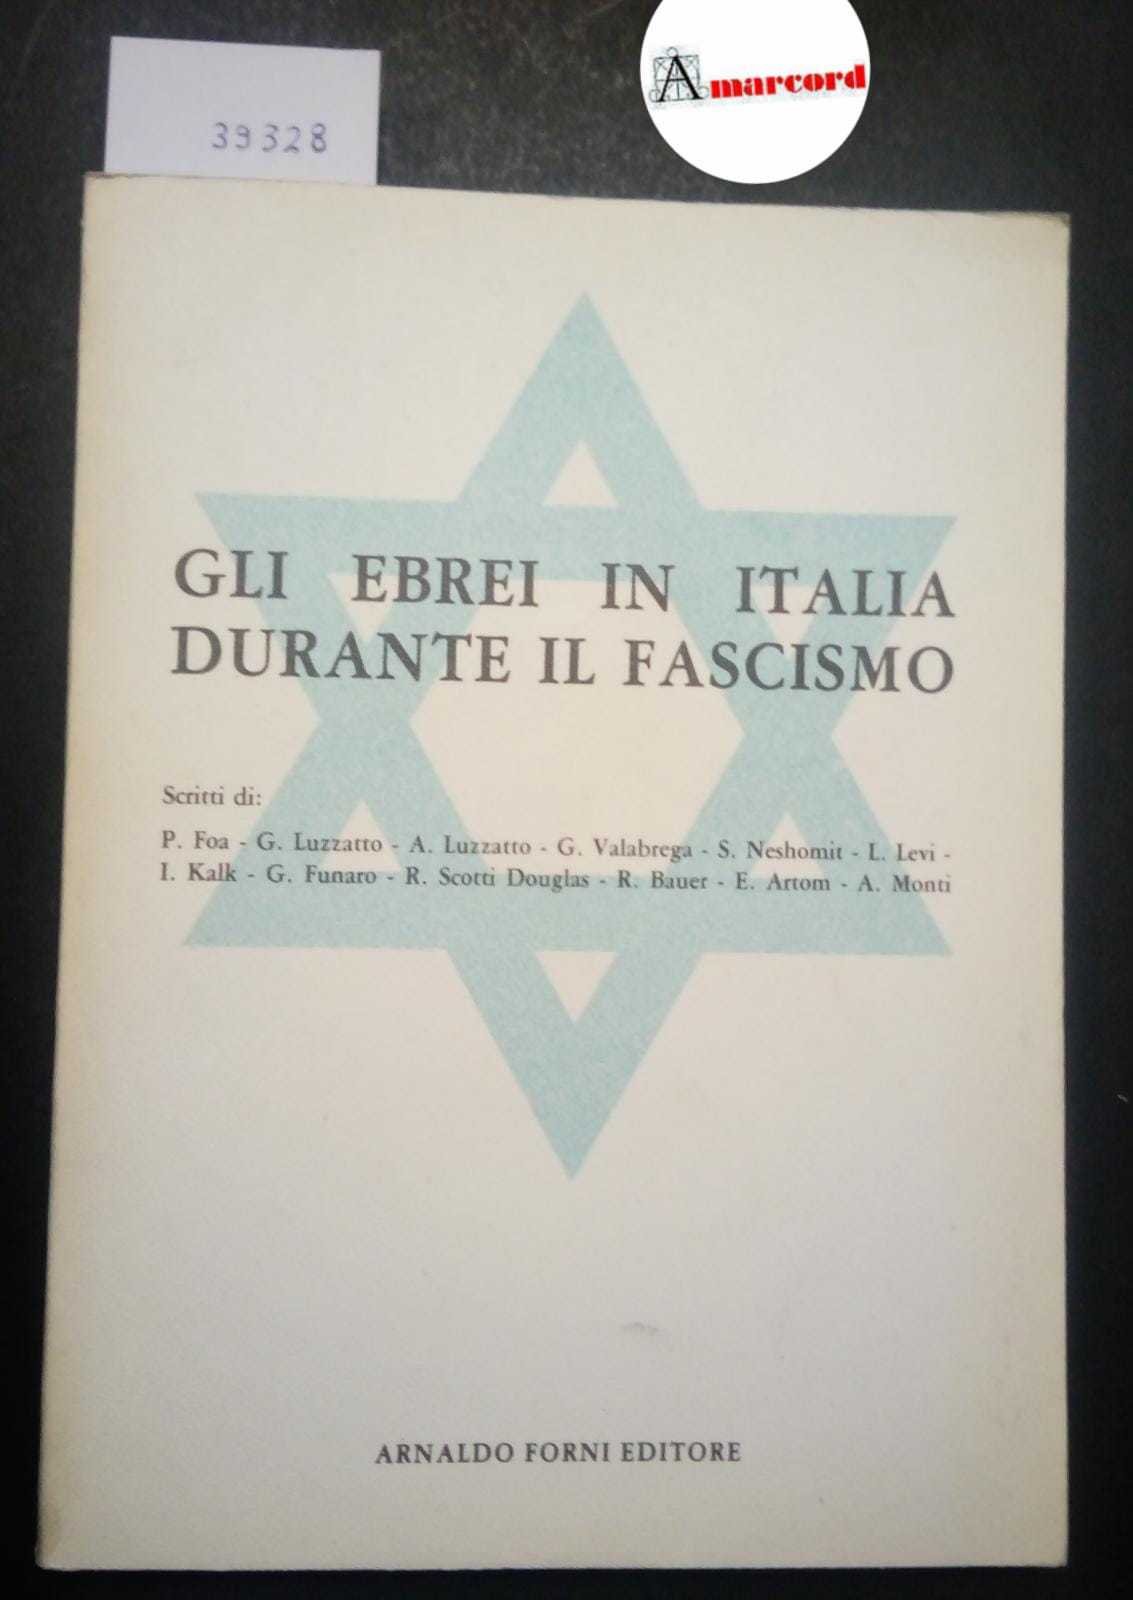 39328
Amarcord
GLI EBREI IN ITALIA
DURANTE IL FASCISMO
Scritti di:
P. Foa - G. Luzzatto - A. Luzzatto - G. Valabrega - S. Neshomit - L. Levi -
I. Kalk - G. Funaro - R. Scotti Douglas - R. Bauer - E. Artom - A. Monti
ARNALDO FORNI EDITORE